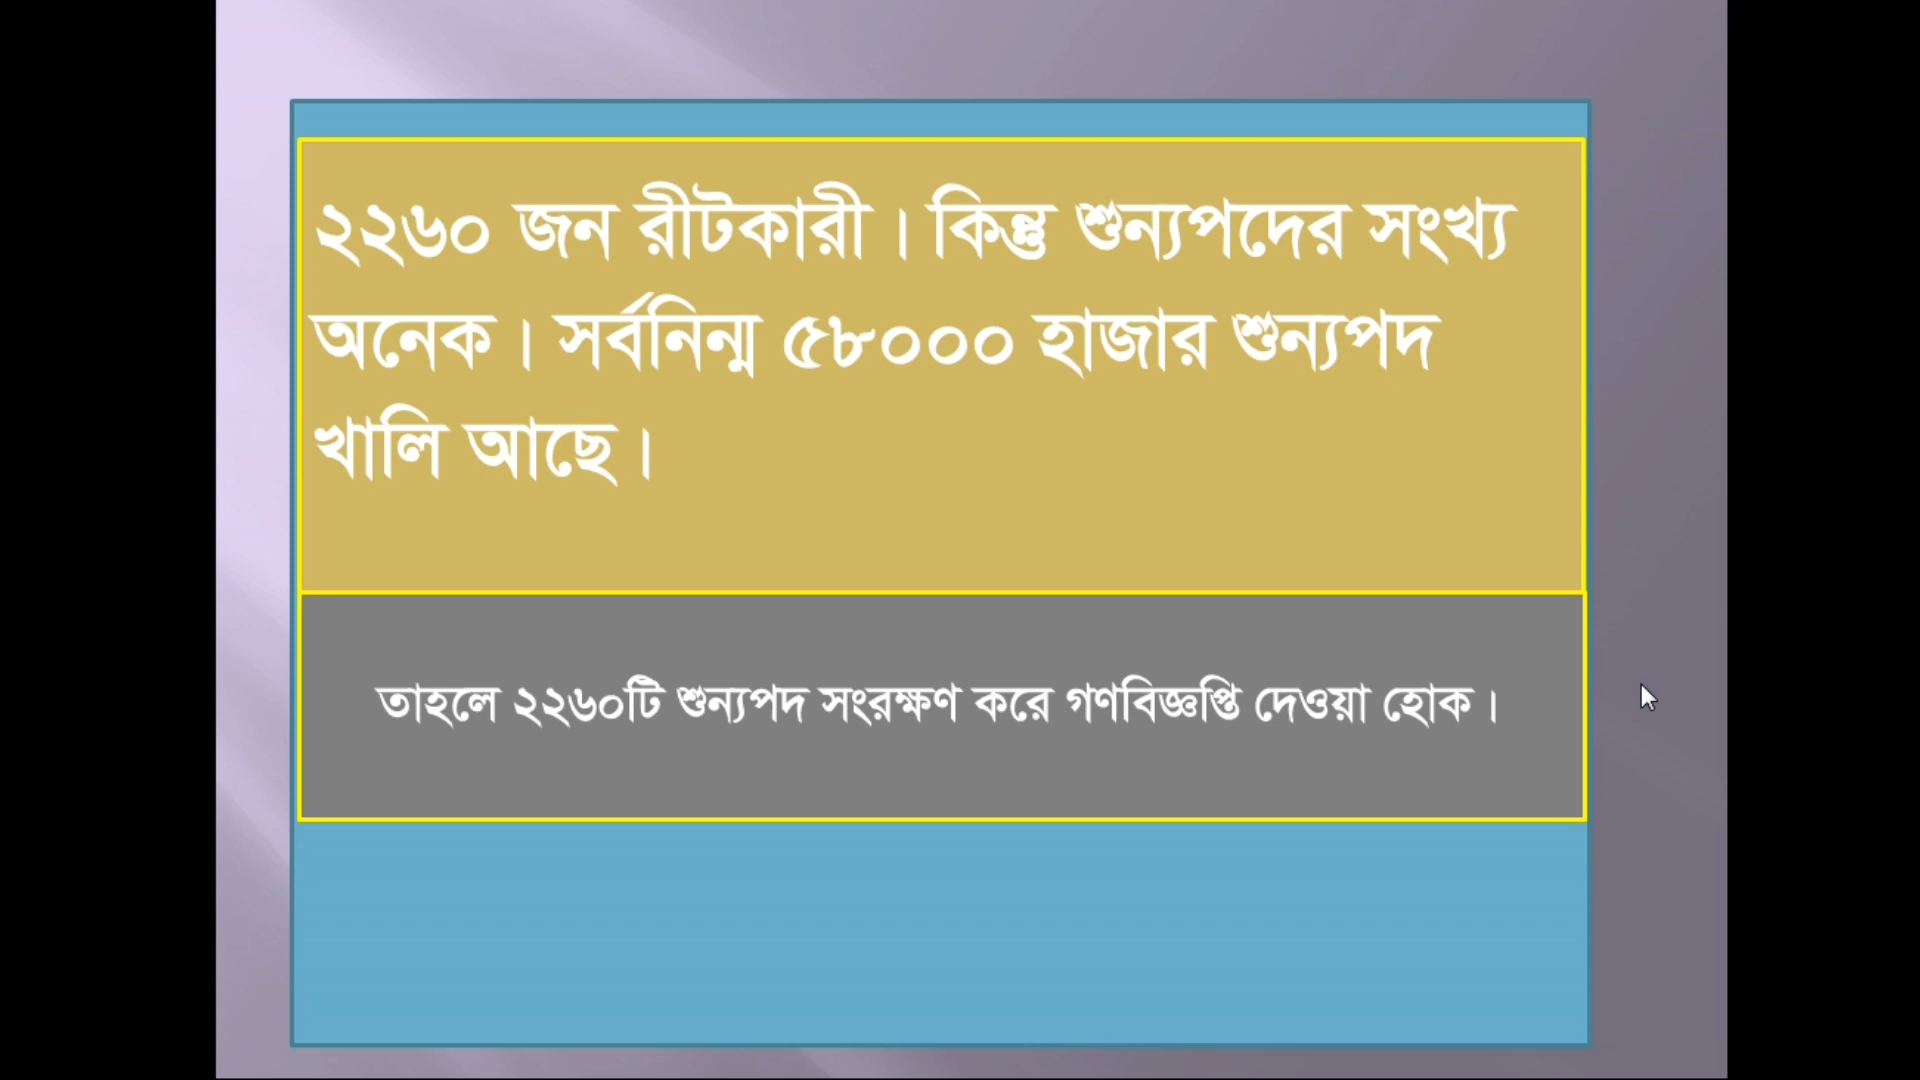 ২২৬০ জন রীটকারী। কিন্তু শুন্যপদের সংখ্য
অনেক। সর্বনিন্ম ৫৮০০০ হাজার শুন্যপদ
খালি আছে।
তাহলে ২২৬০টি শুন্যপদ সংরক্ষণ করে গণবিজ্ঞপ্তি দেওয়া হোক।